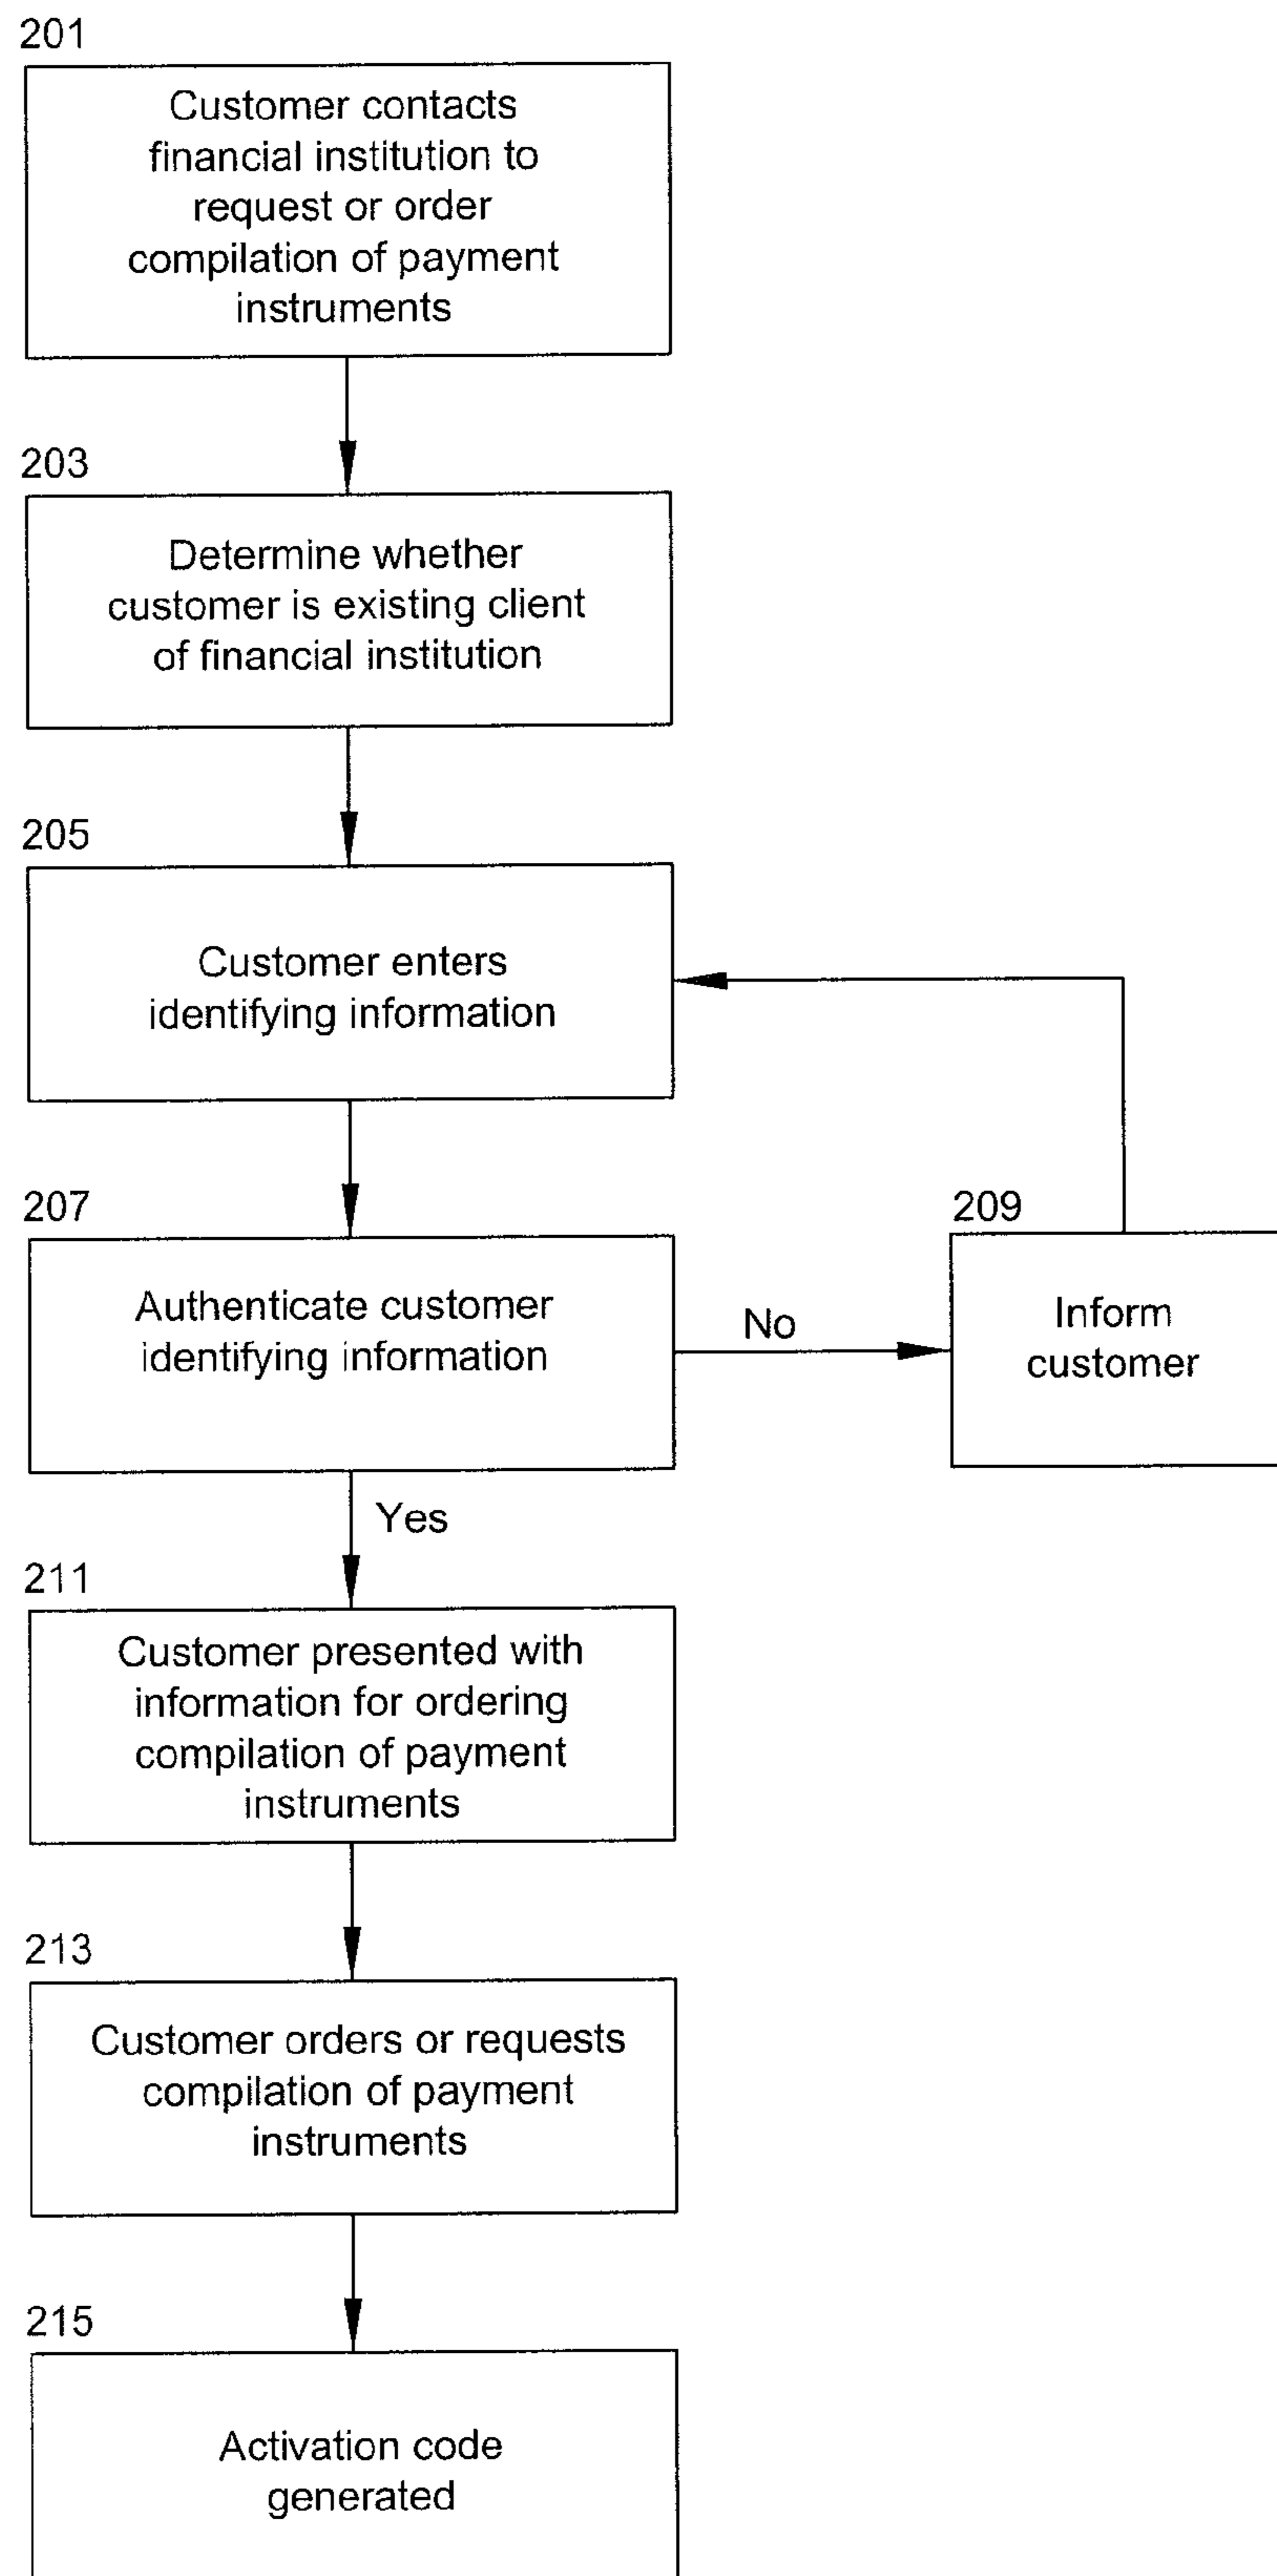 201
Customer contacts
financial institution to
request or order
compilation of payment
instruments
203
Determine whether
customer is existing client
of financial institution
205
Customer enters
identifying information
207
Authenticate customer
identifying information
No
209
Inform
customer
Yes
211
Customer presented with
information for ordering
compilation of payment
instruments
213
Customer orders or requests
compilation of payment
instruments
215
Activation code
generated